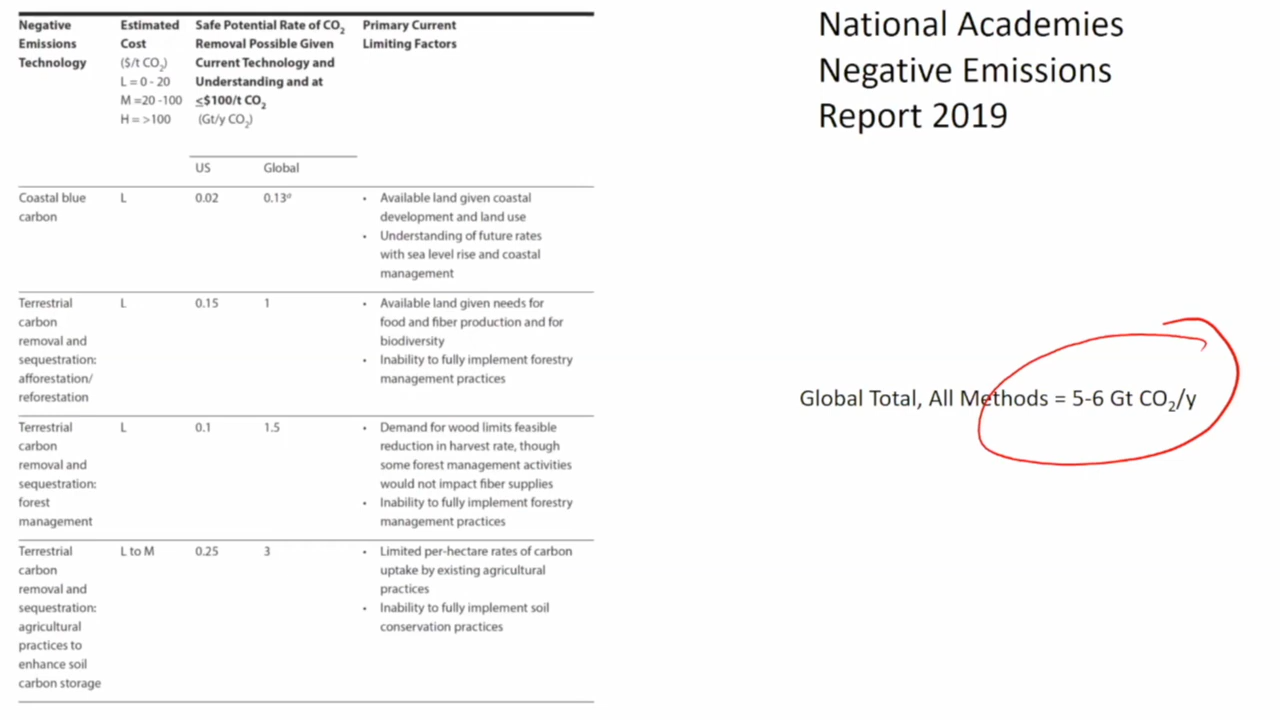 Negative
Emissions
Technology
Estimated
Cost
($/t CO₂)
L = 0 - 20
M =20 -100
H = >100
Safe Potential Rate of CO₂
Removal Possible Given
Current Technology and
Understanding and at
≤$100/t CO₂
(Gt/y CO₂)
Primary Current
Limiting Factors
US Global
Coastal blue
carbon
L
0.02
0.13ᵃ
• Available land given coastal
development and land use
• Understanding of future rates
with sea level rise and coastal
management
Terrestrial
carbon
removal and
sequestration:
afforestation/
reforestation
L
0.15
1
• Available land given needs for
food and fiber production and for
biodiversity
• Inability to fully implement forestry
management practices
Terrestrial
carbon
removal and
sequestration:
forest
management
L
0.1
1.5
• Demand for wood limits feasible
reduction in harvest rate, though
some forest management activities
would not impact fiber supplies
• Inability to fully implement forestry
management practices
Terrestrial
carbon
removal and
sequestration:
agricultural
practices to
enhance soil
carbon storage
L to M
0.25
3
• Limited per-hectare rates of carbon
uptake by existing agricultural
practices
• Inability to fully implement soil
conservation practices
National Academies
Negative Emissions
Report 2019
Global Total, All Methods = 5-6 Gt CO₂/y